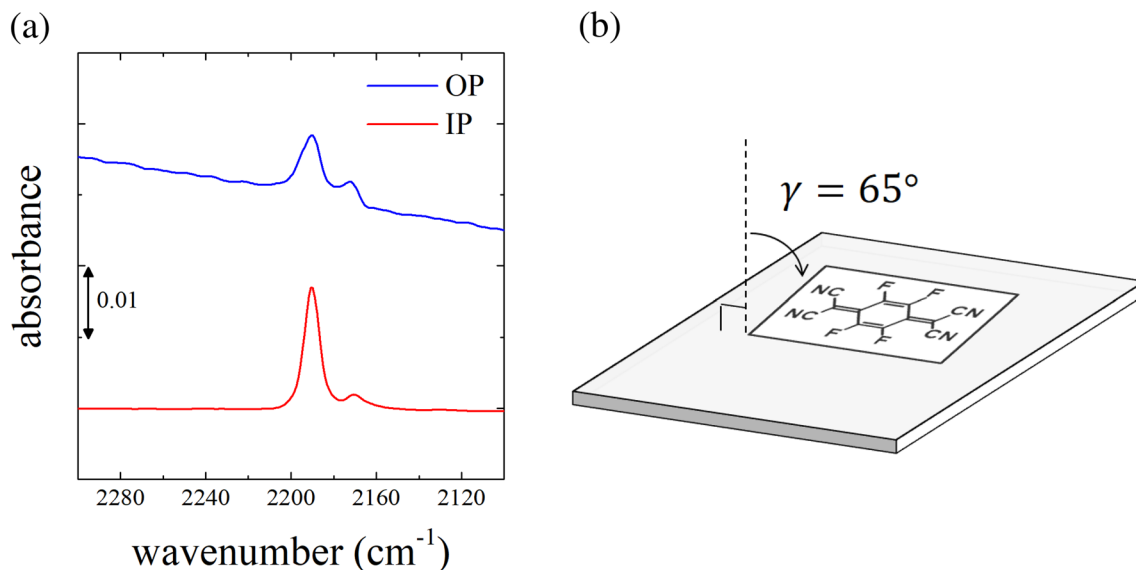 (a)
OP
IP
0.01
absorbance
2280 2240 2200 2160 2120
wavenumber (cm⁻¹)
(b)
γ = 65°
NC F F CN
NC F F CN